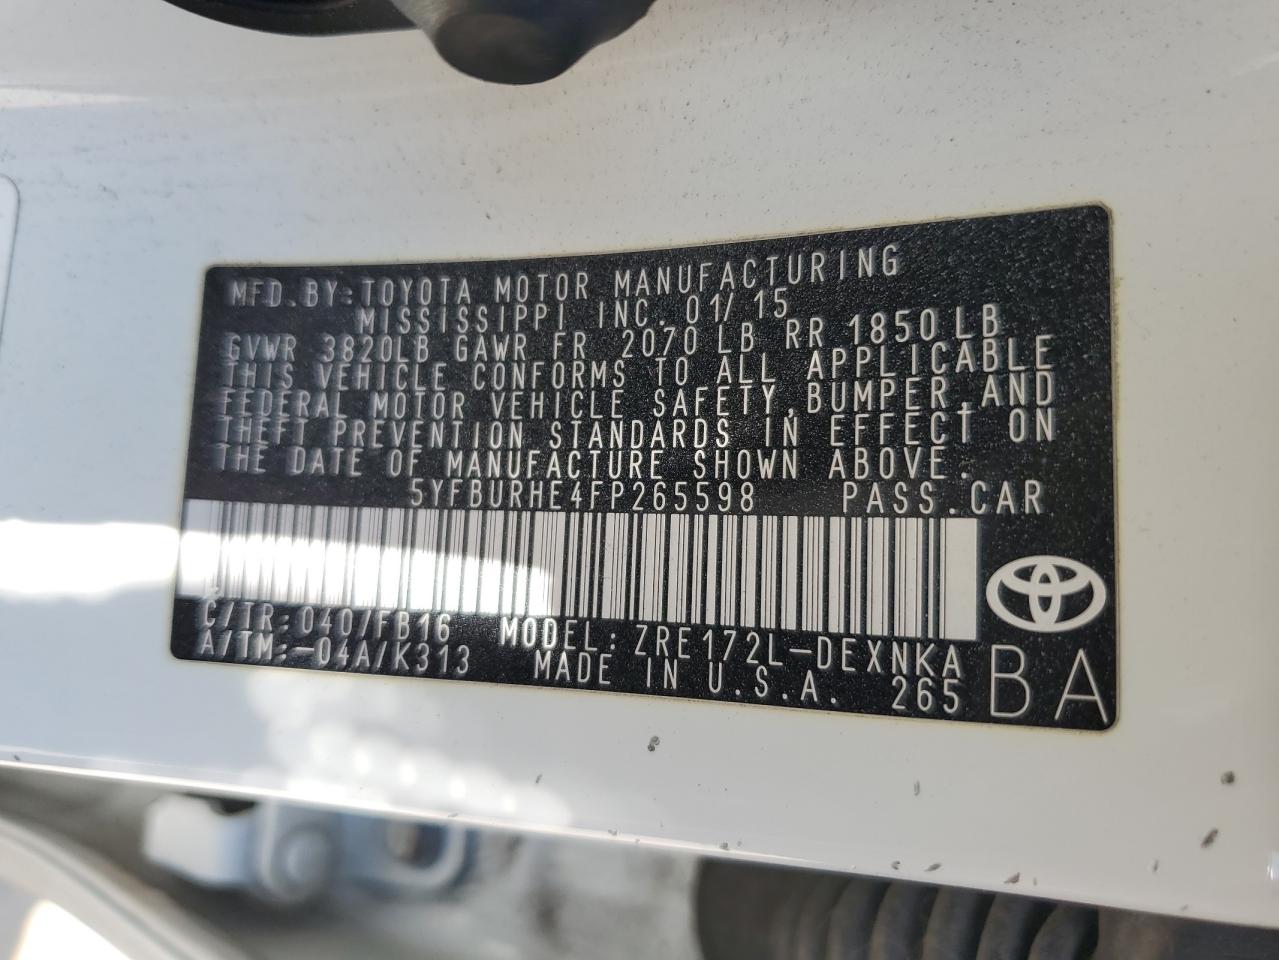 MFD.BY:TOYOTA MOTOR MANUFACTURING
MISSISSIPPI INC. 01/15
GVWR 3820LB GAWR FR 2070 LB RR 1850LB
THIS VEHICLE CONFORMS TO ALL APPLICABLE
FEDERAL MOTOR VEHICLE SAFETY,BUMPER,AND
THEFT PREVENTION STANDARDS IN EFFECT ON
THE DATE OF MANUFACTURE SHOWN ABOVE.
5YFBURHE4FP265598 PASS.CAR
C/TR:040/FB16 MODEL:ZRE172L-DEXNKA
A/TM:-04A/K313 MADE IN U.S.A. 265 BA